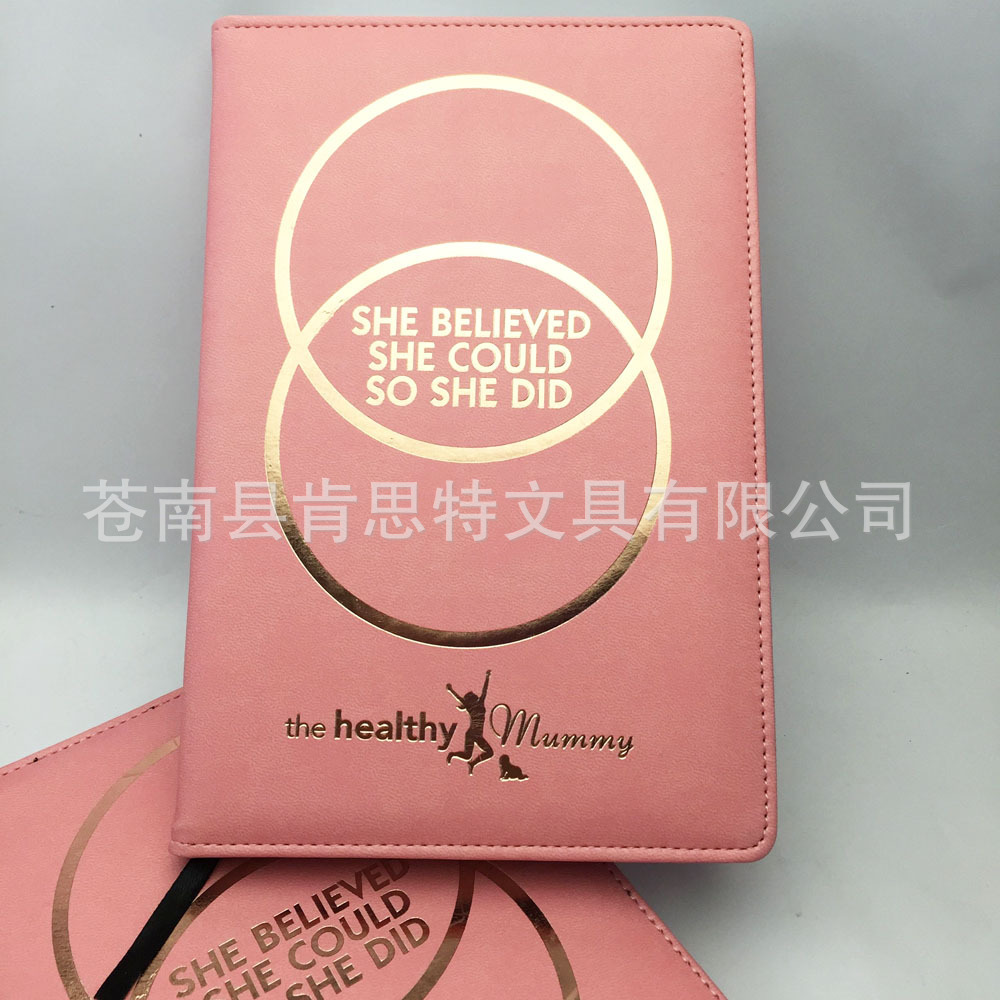 SHE BELIEVED
SHE COULD
SO SHE DID
苍南县肯思特文具有限公司
the healthy Mummy
SHE BELIEVED
SHE COULD
SHE DID